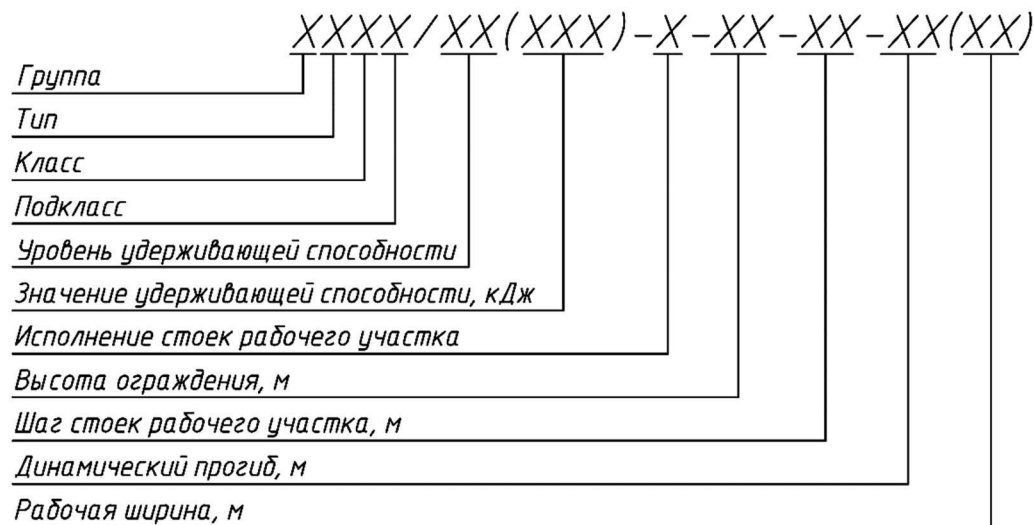 XXXX/XX(XXX)-X-XX-XX-XX(XX)
Группа
Тип
Класс
Подкласс
Уровень удерживающей способности
Значение удерживающей способности, кДж
Исполнение стоек рабочего участка
Высота ограждения, м
Шаг стоек рабочего участка, м
Динамический прогиб, м
Рабочая ширина, м